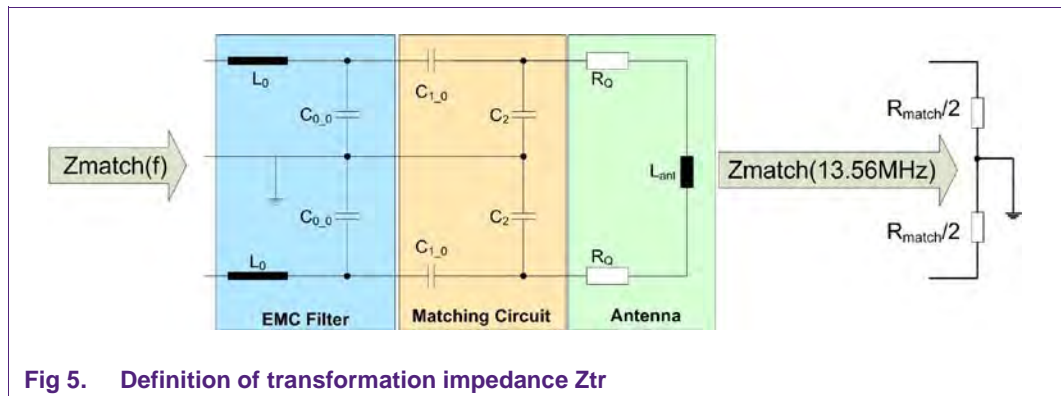 L0
C1_0
RQ
C0_0
C2
Rmatch/2
Zmatch(f)
Lant
Zmatch(13.56MHz)
C0_0
C2
Rmatch/2
C1_0
L0
RQ
EMC Filter
Matching Circuit
Antenna
Fig 5. Definition of transformation impedance Ztr